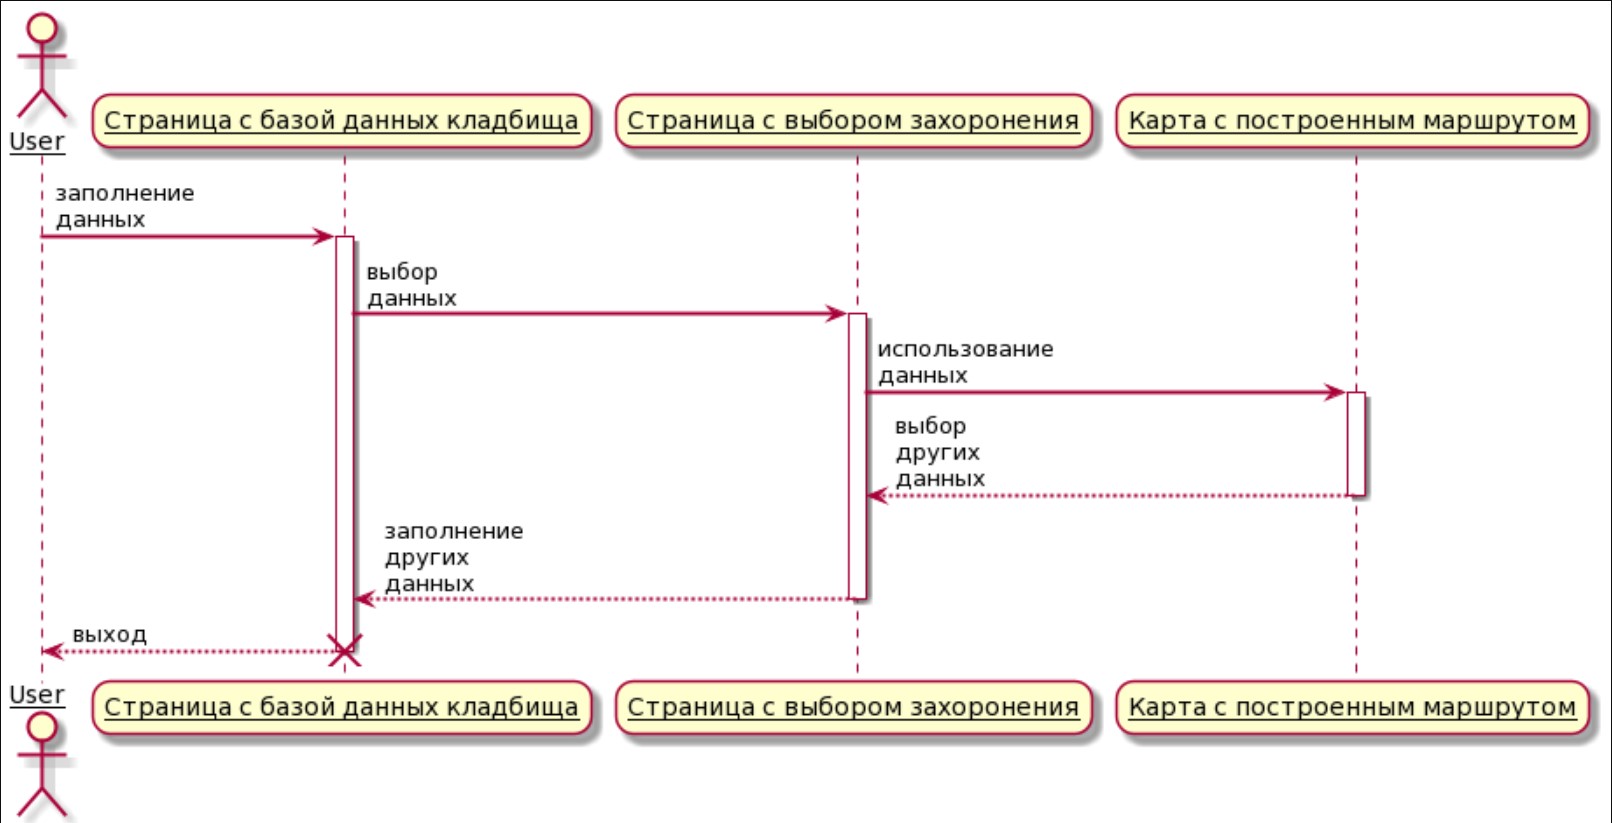 User
Страница с базой данных кладбища
Страница с выбором захоронения
Карта с построенным маршрутом
заполнение
данных
выбор
данных
использование
данных
выбор
других
данных
заполнение
других
данных
выход
User
Страница с базой данных кладбища
Страница с выбором захоронения
Карта с построенным маршрутом